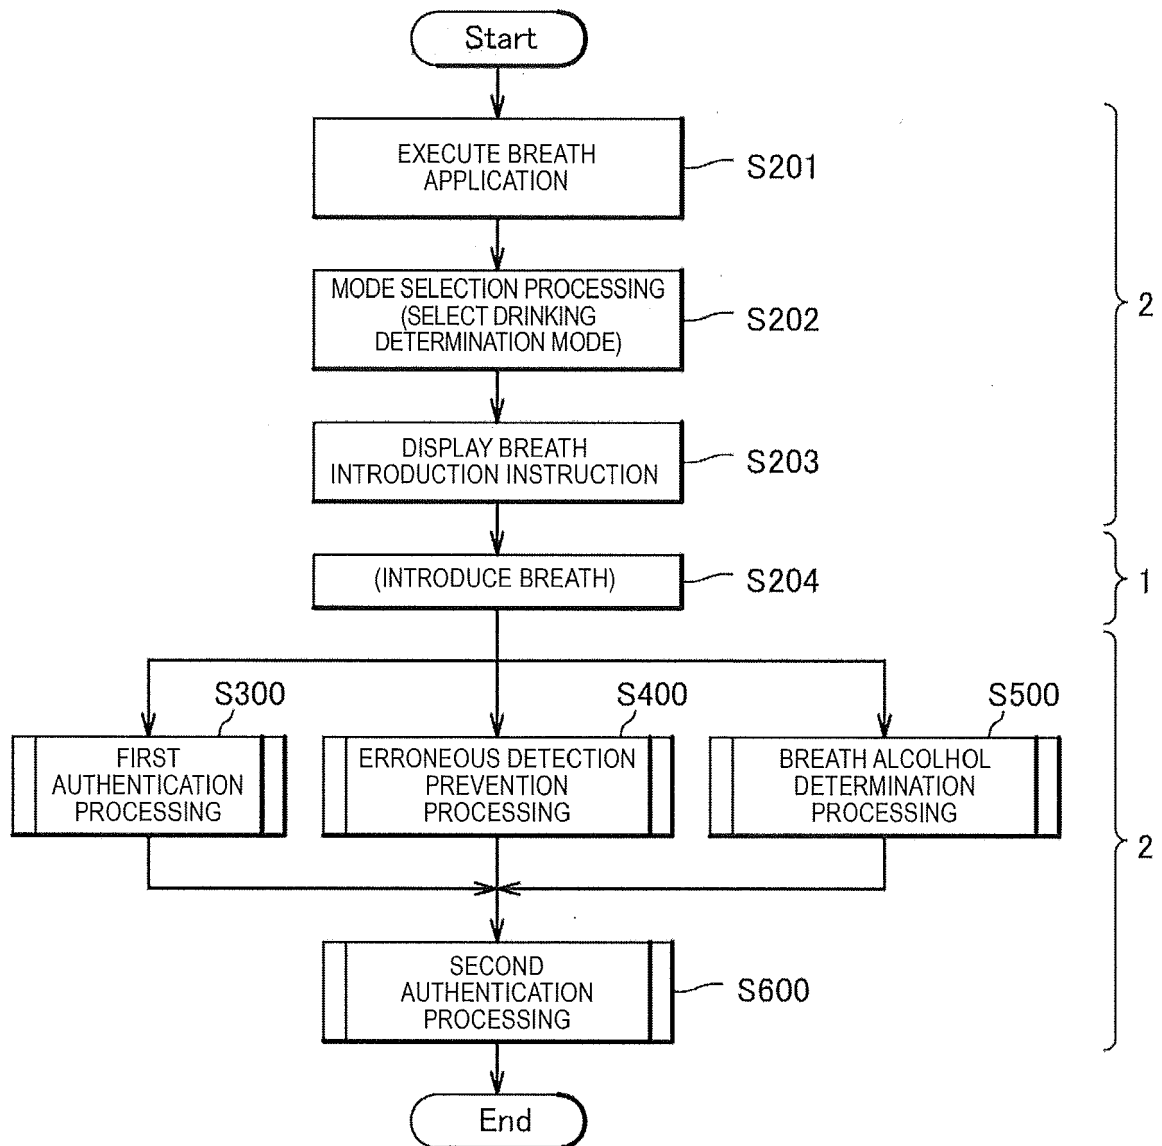 Start
EXECUTE BREATH
APPLICATION
S201
MODE SELECTION PROCESSING
(SELECT DRINKING
DETERMINATION MODE)
S202
2
DISPLAY BREATH
INTRODUCTION INSTRUCTION
S203
(INTRODUCE BREATH)
S204
1
S300
S400
S500
FIRST
AUTHENTICATION
PROCESSING
ERRONEOUS DETECTION
PREVENTION
PROCESSING
BREATH ALCOLHOL
DETERMINATION
PROCESSING
2
SECOND
AUTHENTICATION
PROCESSING
S600
End